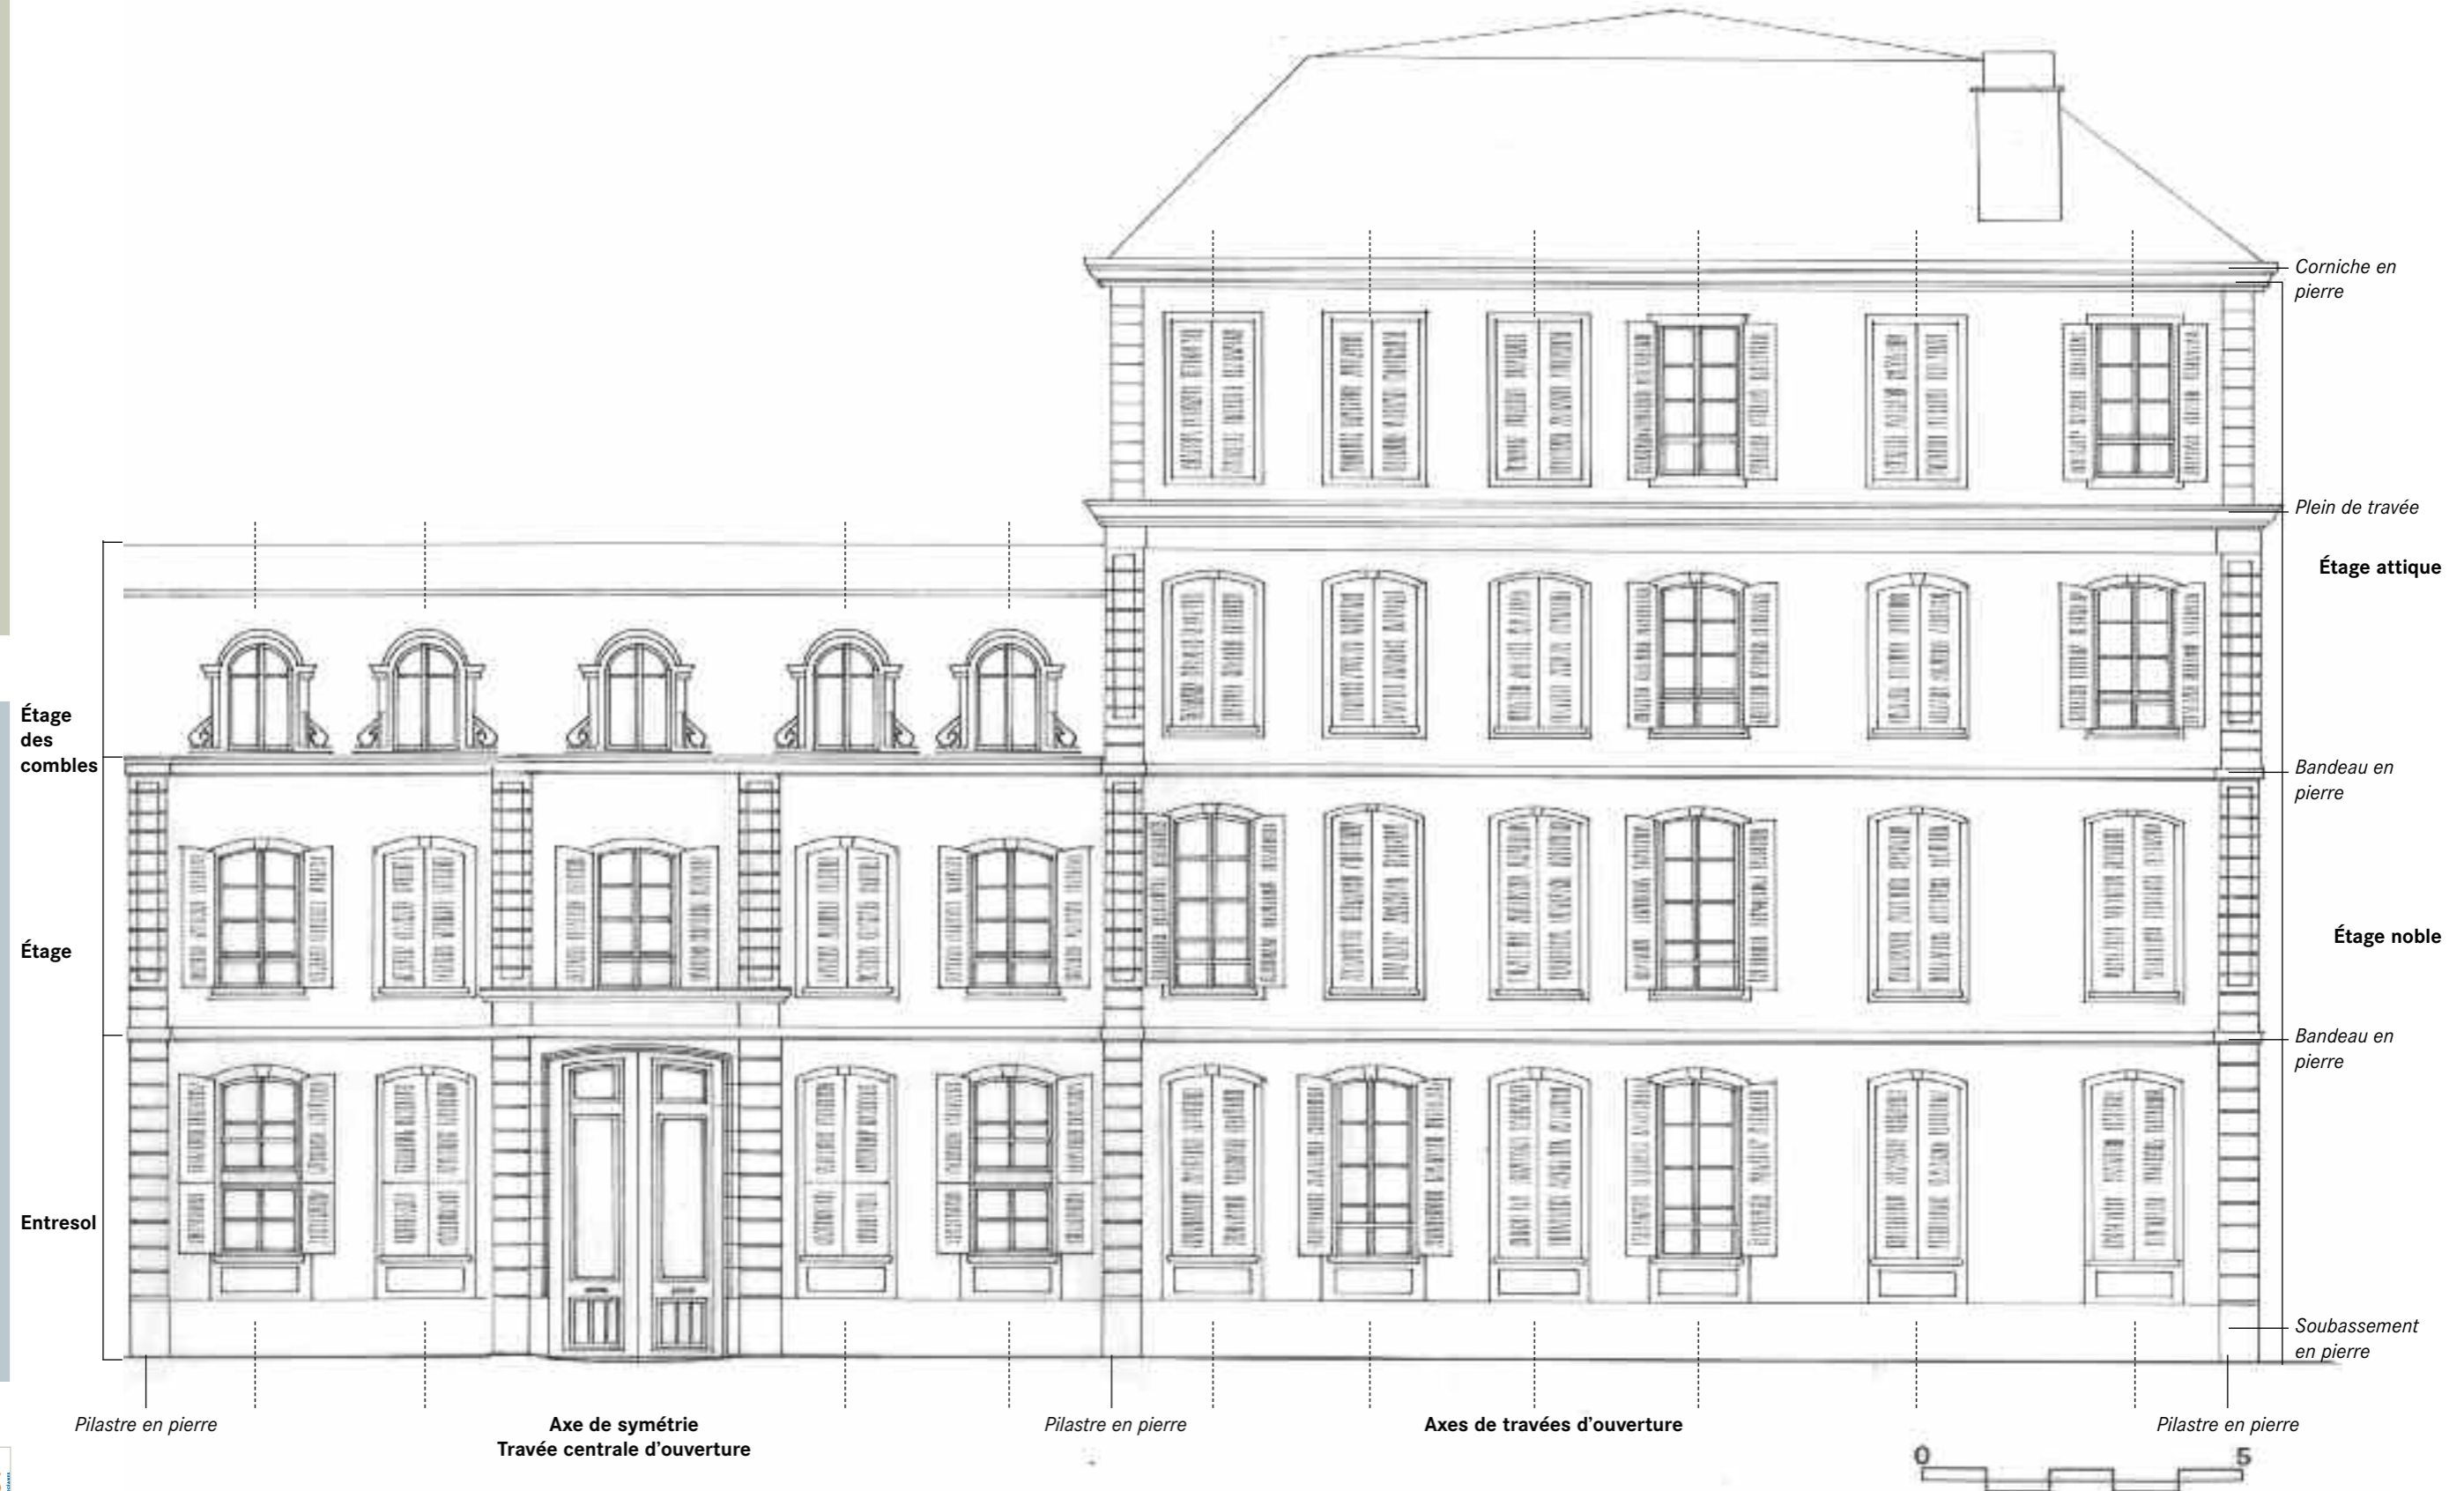 Corniche en
pierre
Plein de travée
Étage attique
Étage
des
combles
Bandeau en
pierre
Étage
Étage noble
Bandeau en
pierre
Entresol
Soubassement
en pierre
Pilastre en pierre
Axe de symétrie
Travée centrale d’ouverture
Pilastre en pierre
Axes de travées d’ouverture
Pilastre en pierre
0 5